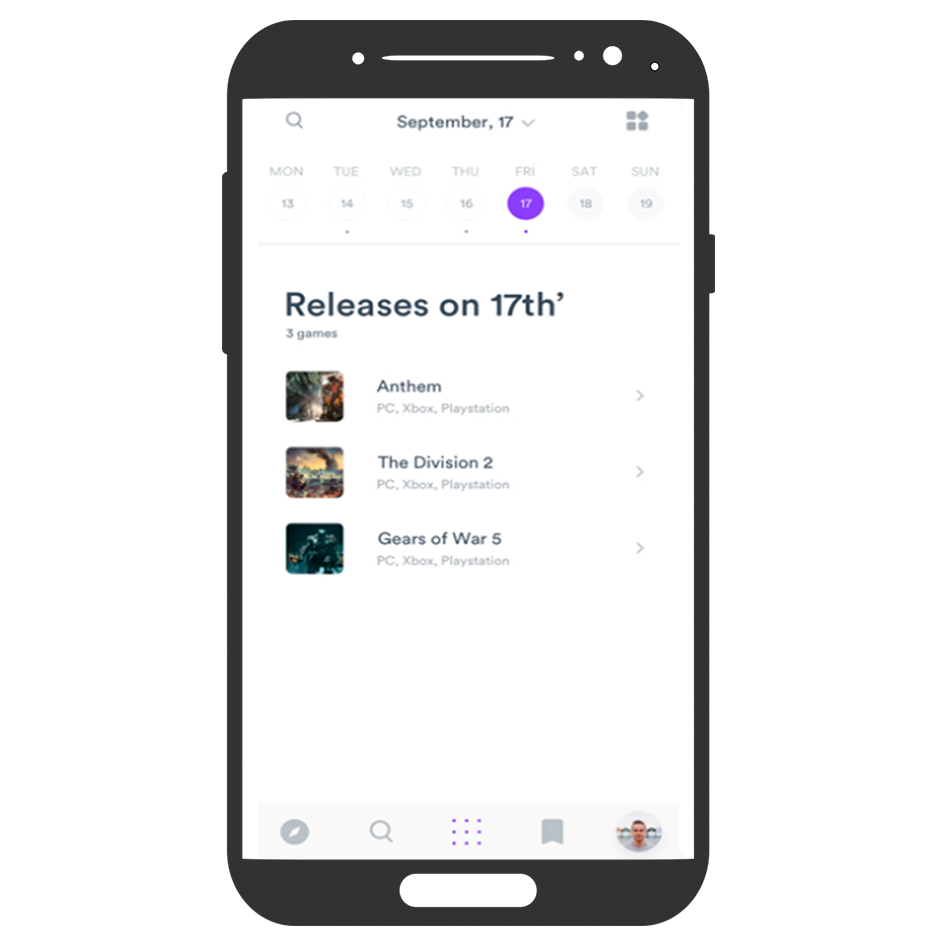 September, 17
MON TUE WED THU FRI SAT SUN
13 14 15 16 17 18 19
Releases on 17th’
3 games
Anthem
PC, Xbox, Playstation
The Division 2
PC, Xbox, Playstation
Gears of War 5
PC, Xbox, Playstation